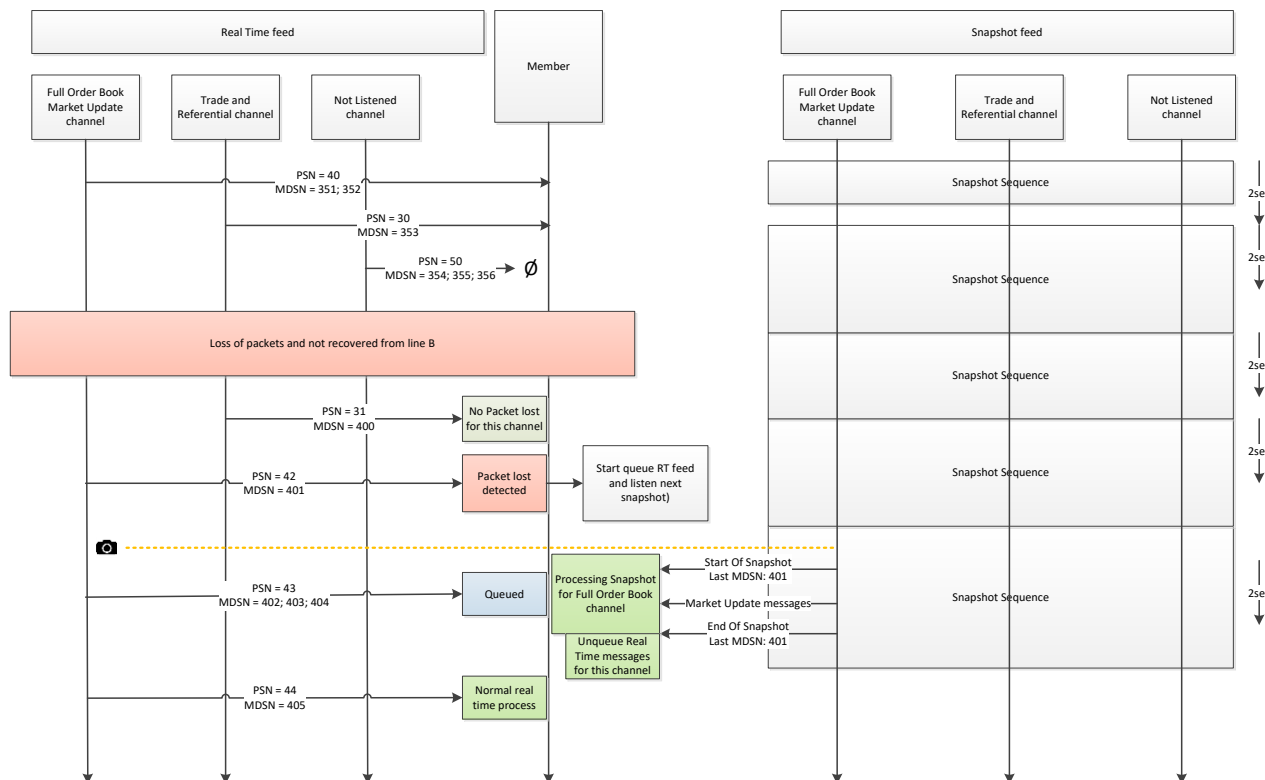 Real Time feed
Member
Snapshot feed
Full Order Book
Market Update
channel
Trade and
Referential channel
Not Listened
channel
Full Order Book
Market Update
channel
Trade and
Referential channel
Not Listened
channel
PSN = 40
MDSN = 351; 352
Snapshot Sequence
2se
PSN = 30
MDSN = 353
PSN = 50
MDSN = 354; 355; 356
Ø
Snapshot Sequence
2se
Loss of packets and not recovered from line B
Snapshot Sequence
2se
PSN = 31
MDSN = 400
No Packet lost
for this channel
PSN = 42
MDSN = 401
Packet lost
detected
Start queue RT feed
and listen next
snapshot)
Snapshot Sequence
2se
Start Of Snapshot
Last MDSN: 401
PSN = 43
MDSN = 402; 403; 404
Queued
Processing Snapshot
for Full Order Book
channel
Market Update messages
Snapshot Sequence
2se
End Of Snapshot
Last MDSN: 401
Unqueue Real
Time messages
for this channel
PSN = 44
MDSN = 405
Normal real
time process